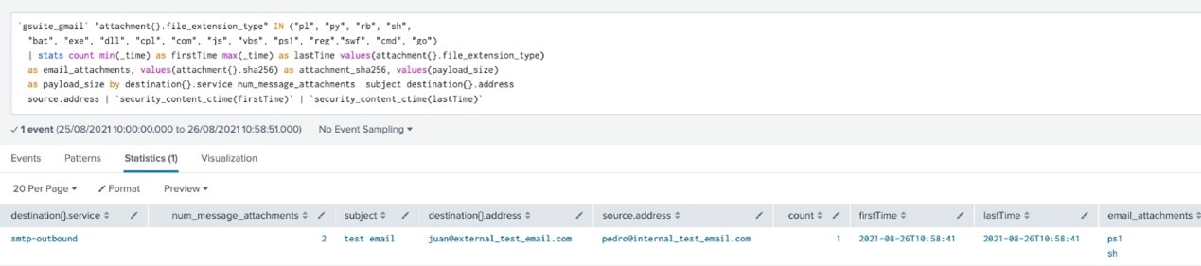 `gsuite_gmail` "attachment{}.file_extension_type" IN ("pl", "py", "rb", "sh",
"bat", "exe", "dll", "cpl", "com", "js", "vbs", "ps1", "reg","swf", "cmd", "go")
| stats count min(_time) as firstTime max(_time) as lastTime values(attachment{}.file_extension_type)
as email_attachments, values(attachment{}.sha256) as attachment_sha256, values(payload_size)
as payload_size by destination{}.service num_message_attachments subject destination{}.address
source.address | `security_content_ctime(firstTime)` | `security_content_ctime(lastTime)`
✓ 1 event (25/08/2021 10:00:00.000 to 26/08/2021 10:58:51.000) No Event Sampling
Events Patterns Statistics (1) Visualization
20 Per Page Format Preview
destination{}.service num_message_attachments subject destination{}.address source.address count firstTime lastTime email_attachments
smtp-outbound 2 test email juan@external_test_email.com pedro@internal_test_email.com 1 2021-08-26T10:58:41 2021-08-26T10:58:41 ps1
sh